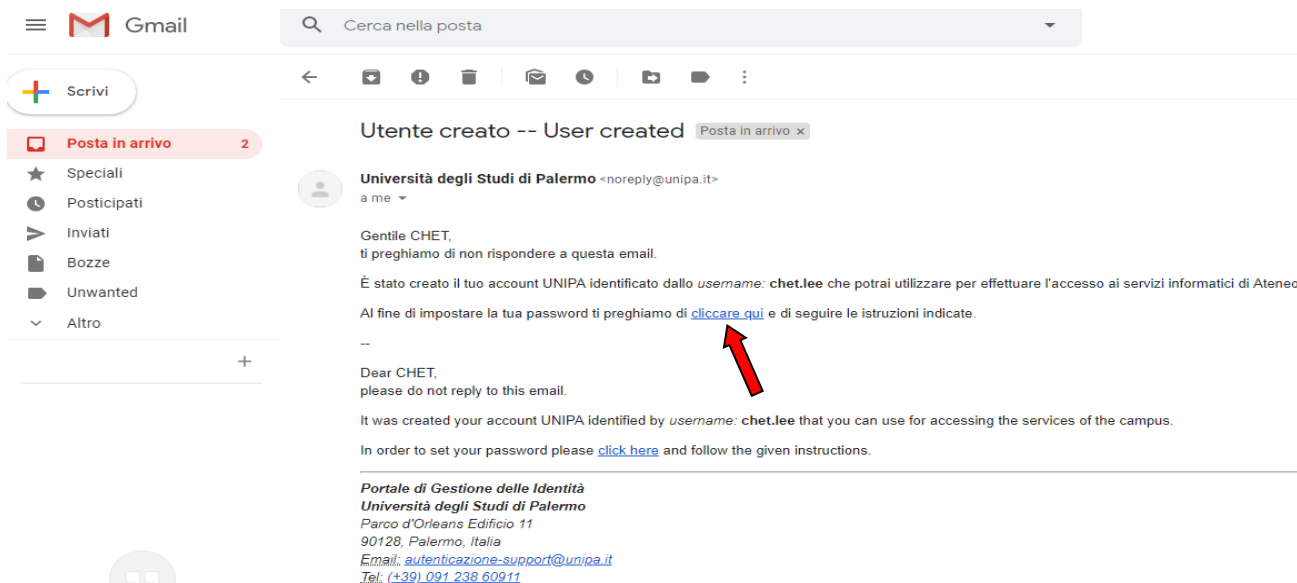 Gmail
Cerca nella posta
Scrivi
Posta in arrivo 2
Speciali
Posticipati
Inviati
Bozze
Unwanted
Altro
+
Utente creato -- User created Posta in arrivo x
Università degli Studi di Palermo <noreply@unipa.it>
a me
Gentile CHET,
ti preghiamo di non rispondere a questa email.
È stato creato il tuo account UNIPA identificato dallo username: chet.lee che potrai utilizzare per effettuare l'accesso ai servizi informatici di Ateneo
Al fine di impostare la tua password ti preghiamo di cliccare qui e di seguire le istruzioni indicate.
--
Dear CHET,
please do not reply to this email.
It was created your account UNIPA identified by username: chet.lee that you can use for accessing the services of the campus.
In order to set your password please click here and follow the given instructions.
Portale di Gestione delle Identità
Università degli Studi di Palermo
Parco d'Orleans Edificio 11
90128, Palermo, Italia
Email: autenticazione-support@unipa.it
Tel: (+39) 091 238 60911